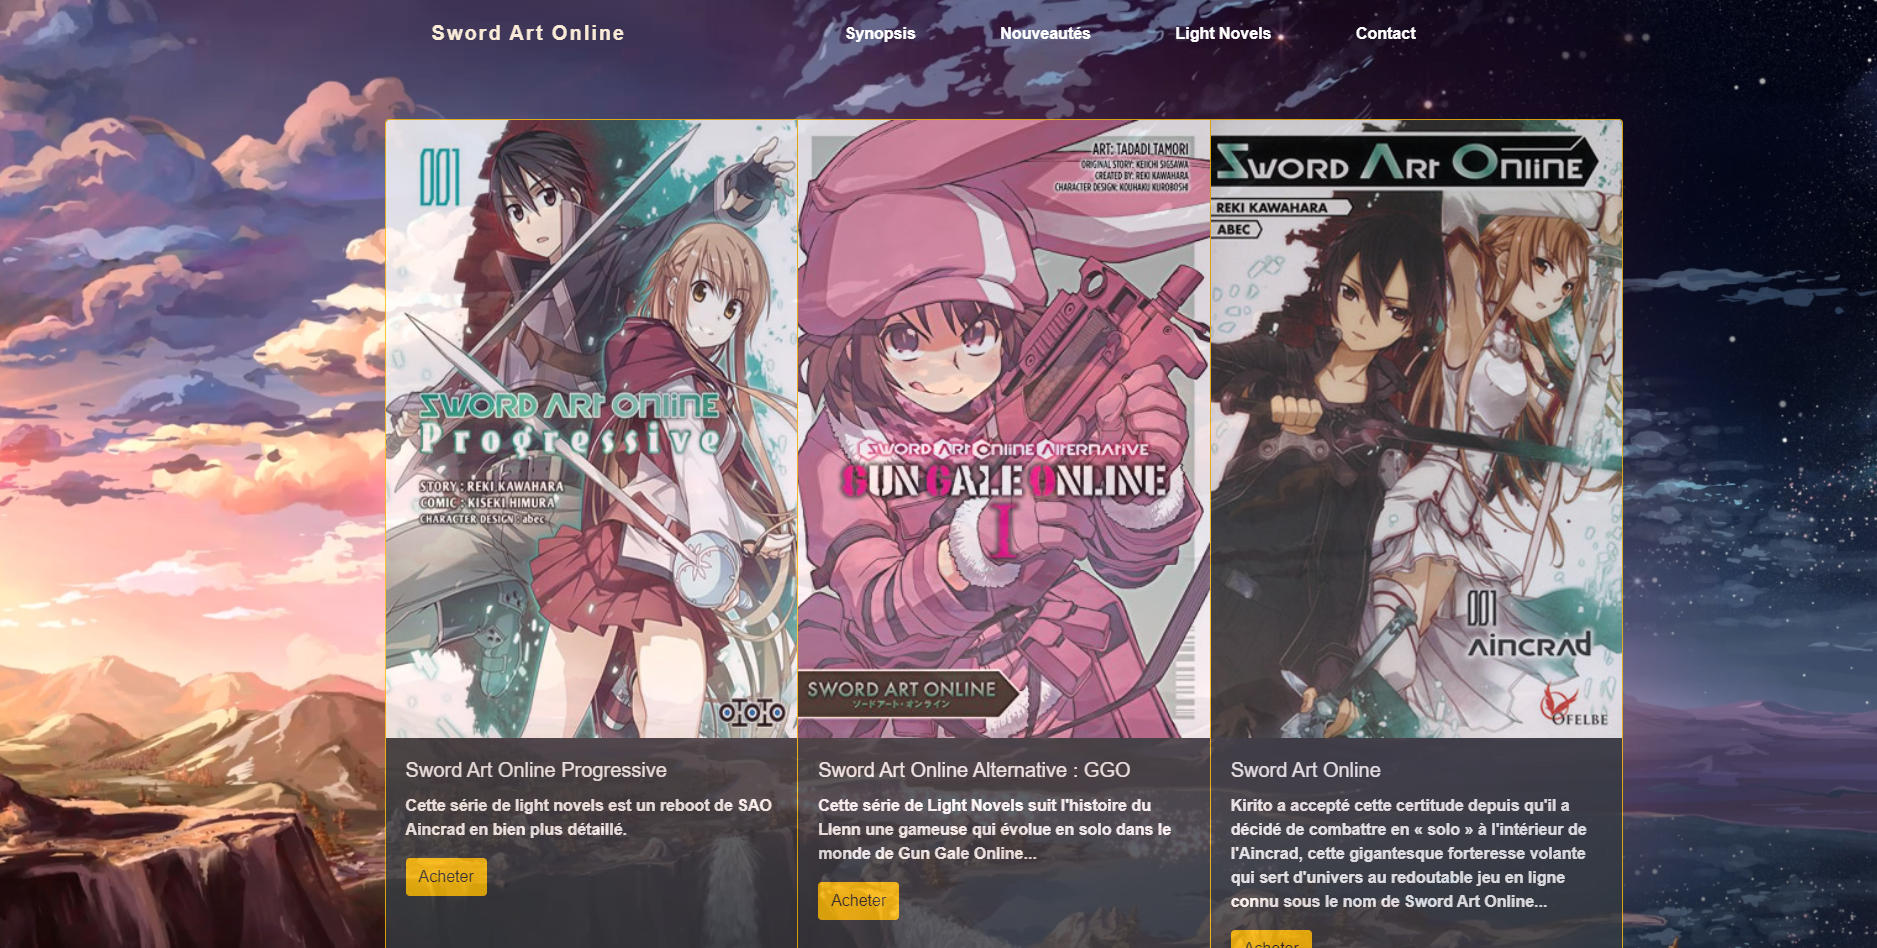 Sword Art Online
Synopsis
Nouveautés
Light Novels
Contact
001
SWORD ART ONLINE
Progressive
STORY : REKI KAWAHARA
COMIC : KISEKI HIMURA
CHARACTER DESIGN : abec
OTOTO
ART: TADADI TAMORI
ORIGINAL STORY: KEIICHI SIGSAWA
CREATED BY: REKI KAWAHARA
CHARACTER DESIGN: KOUHAKU KUROBOSHI
SWORD ART ONLINE ALTERNATIVE
GUN GALE ONLINE
I
SWORD ART ONLINE
ソードアート・オンライン
SWORD ART ONLINE
REKI KAWAHARA
ABEC
001
AINCRAD
OFELBE
Sword Art Online Progressive
Cette série de light novels est un reboot de SAO
Aincrad en bien plus détaillé.
Acheter
Sword Art Online Alternative : GGO
Cette série de Light Novels suit l'histoire du
Llenn une gameuse qui évolue en solo dans le
monde de Gun Gale Online...
Acheter
Sword Art Online
Kirito a accepté cette certitude depuis qu'il a
décidé de combattre en « solo » à l'intérieur de
l'Aincrad, cette gigantesque forteresse volante
qui sert d'univers au redoutable jeu en ligne
connu sous le nom de Sword Art Online...
Acheter